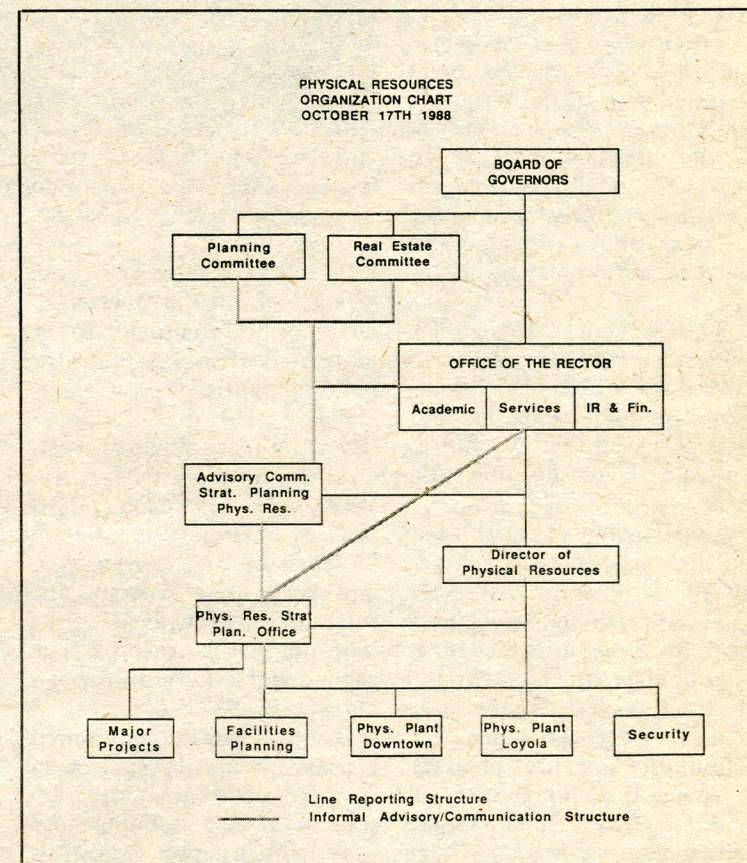 PHYSICAL RESOURCES
ORGANIZATION CHART
OCTOBER 17TH 1988
BOARD OF
GOVERNORS
Planning
Committee
Real Estate
Committee
OFFICE OF THE RECTOR
Academic
Services
IR & Fin.
Advisory Comm.
Strat. Planning
Phys. Res.
Director of
Physical Resources
Phys. Res. Strat
Plan. Office
Major
Projects
Facilities
Planning
Phys. Plant
Downtown
Phys. Plant
Loyola
Security
Line Reporting Structure
Informal Advisory/Communication Structure